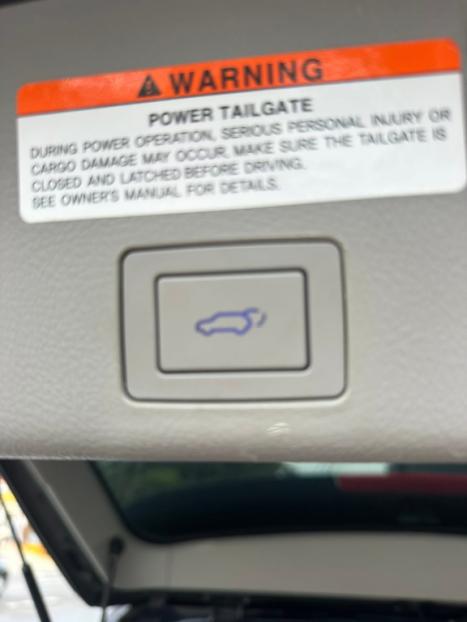 WARNING
POWER TAILGATE
DURING POWER OPERATION, SERIOUS PERSONAL INJURY OR
CARGO DAMAGE MAY OCCUR. MAKE SURE THE TAILGATE IS
CLOSED AND LATCHED BEFORE DRIVING.
SEE OWNER'S MANUAL FOR DETAILS.